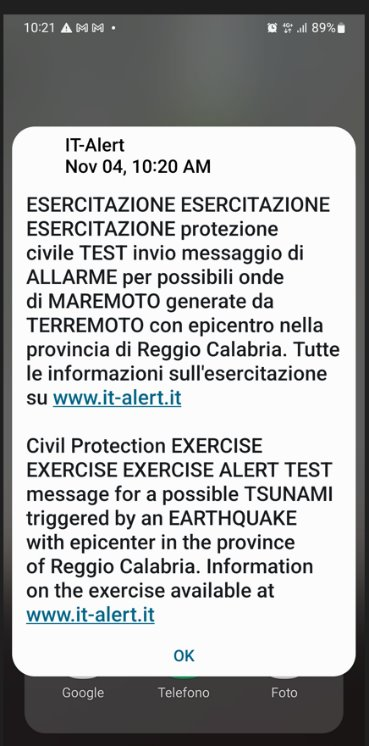 10:21
89%
IT-Alert
Nov 04, 10:20 AM
ESERCITAZIONE ESERCITAZIONE
ESERCITAZIONE protezione
civile TEST invio messaggio di
ALLARME per possibili onde
di MAREMOTO generate da
TERREMOTO con epicentro nella
provincia di Reggio Calabria. Tutte
le informazioni sull'esercitazione
su www.it-alert.it
Civil Protection EXERCISE
EXERCISE EXERCISE ALERT TEST
message for a possible TSUNAMI
triggered by an EARTHQUAKE
with epicenter in the province
of Reggio Calabria. Information
on the exercise available at
www.it-alert.it
OK
Google
Telefono
Foto